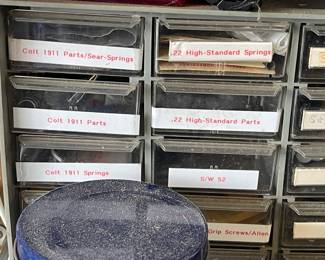 Colt 1911 Parts/Sear-Springs
.22 High-Standard Springs
Colt 1911 Parts
.22 High-Standard Parts
Colt 1911 Springs
S/W 52
Grip Screws/Allen